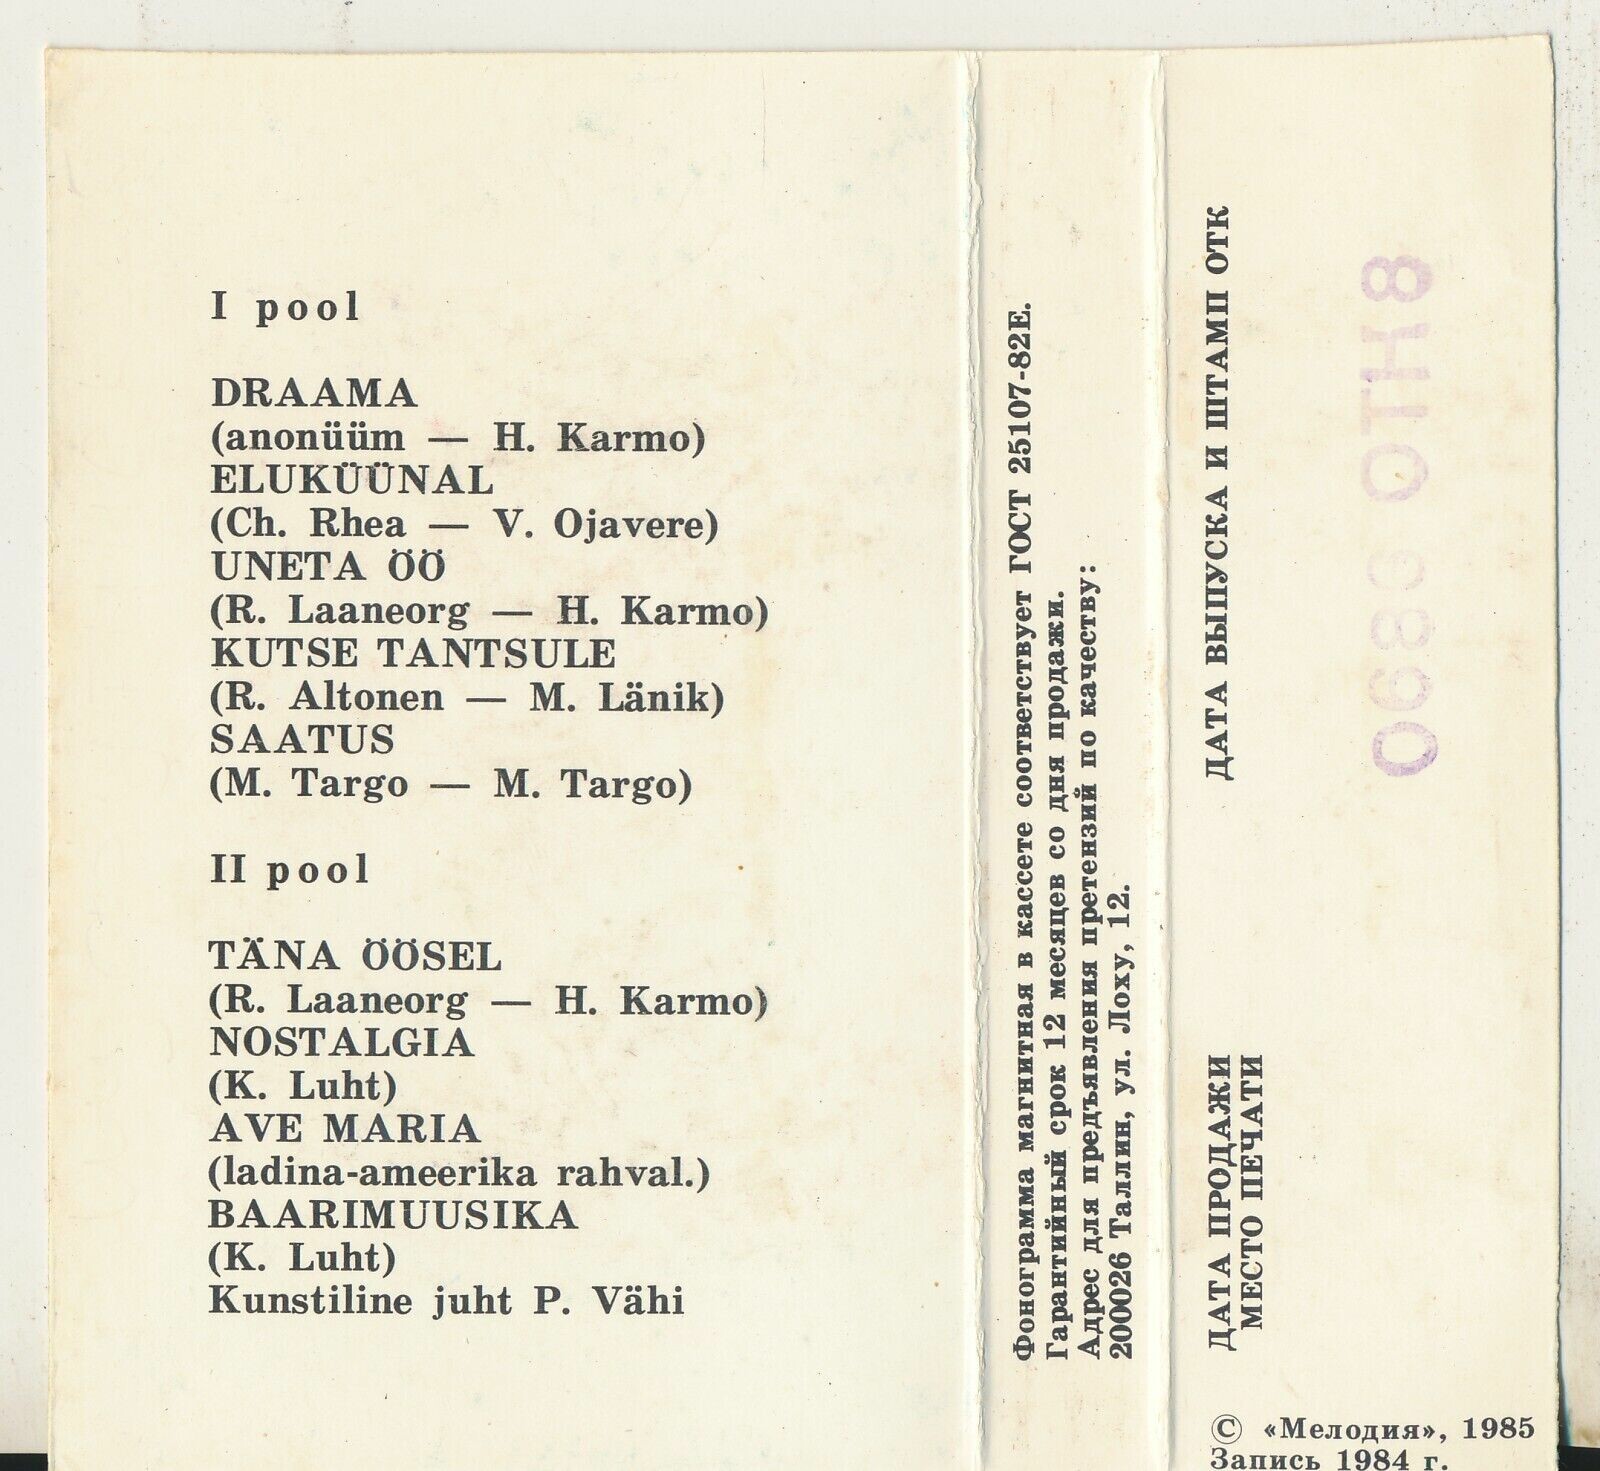 I pool
DRAAMA
(anonüüm — H. Karmo)
ELUKÜÜNAL
(Ch. Rhea — V. Ojavere)
UNETA ÖÖ
(R. Laaneorg — H. Karmo)
KUTSE TANTSULE
(R. Altonen — M. Länik)
SAATUS
(M. Targo — M. Targo)
II pool
TÄNA ÖÖSEL
(R. Laaneorg — H. Karmo)
NOSTALGIA
(K. Luht)
AVE MARIA
(ladina-ameerika rahval.)
BAARIMUUSIKA
(K. Luht)
Kunstiline juht P. Vähi
Фонограмма магнитная в кассете соответствует ГОСТ 25107-82Е.
Гарантийный срок 12 месяцев со дня продажи.
Адрес для предъявления претензий по качеству:
200026 Таллин, ул. Лоху, 12.
ДАТА ВЫПУСКА И ШТАМП ОТК
ДАТА ПРОДАЖИ
МЕСТО ПЕЧАТИ
ОТК8
© «Мелодия», 1985
Запись 1984 г.